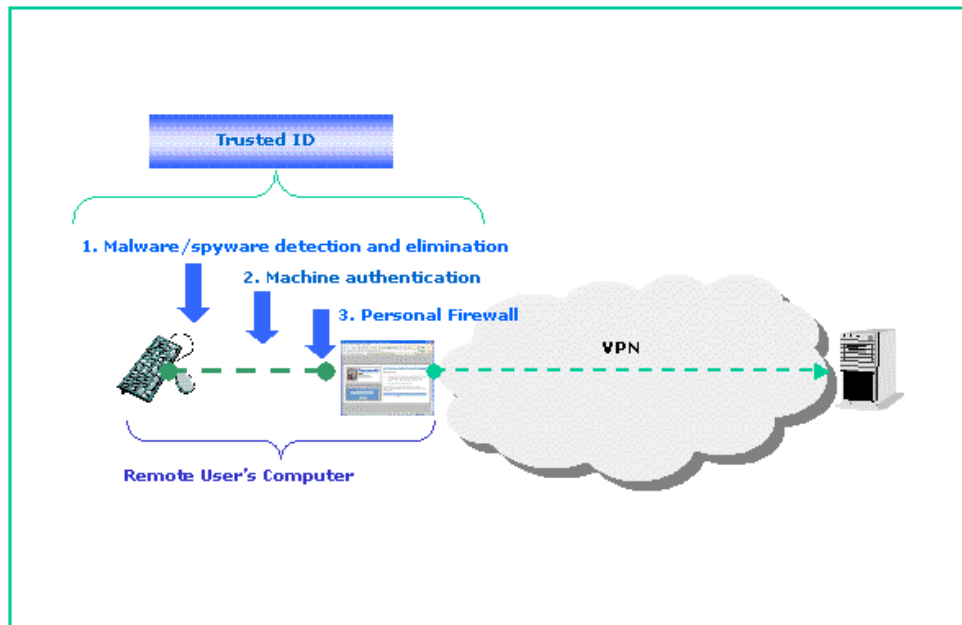 Trusted ID
1. Malware/spyware detection and elimination
2. Machine authentication
3. Personal Firewall
VPN
Remote User's Computer